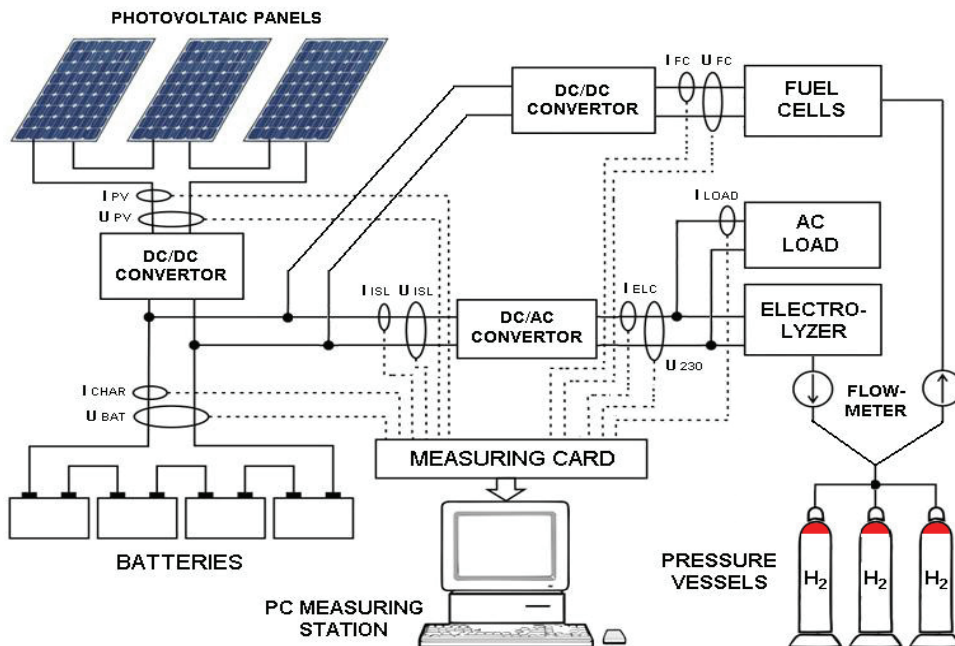 PHOTOVOLTAIC PANELS
I FC
U FC
DC/DC
CONVERTOR
FUEL
CELLS
I PV
U PV
I LOAD
AC
LOAD
DC/DC
CONVERTOR
I ISL
U ISL
DC/AC
CONVERTOR
I ELC
U 230
ELECTRO-
LYZER
I CHAR
U BAT
FLOW-
METER
MEASURING CARD
BATTERIES
PC MEASURING
STATION
PRESSURE
VESSELS
H2
H2
H2